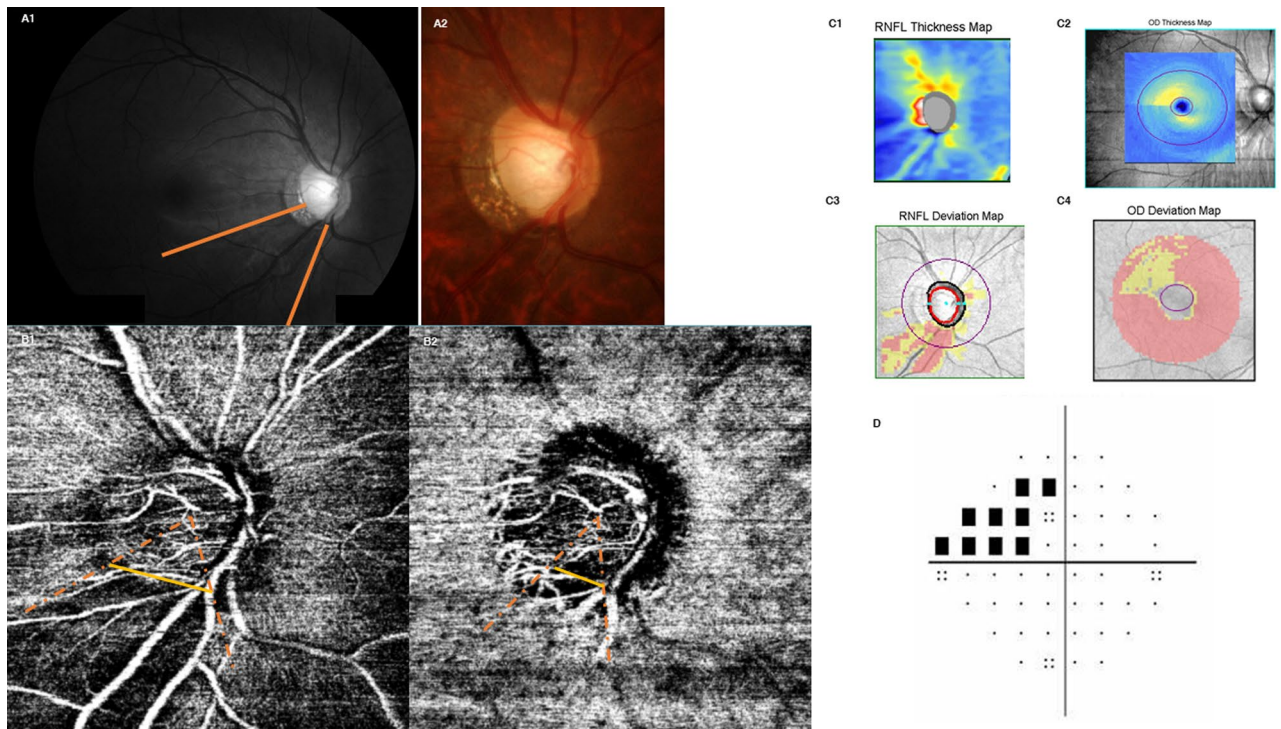 A1
A2
C1
RNFL Thickness Map
C2
OD Thickness Map
C3
RNFL Deviation Map
C4
OD Deviation Map
B1
B2
D